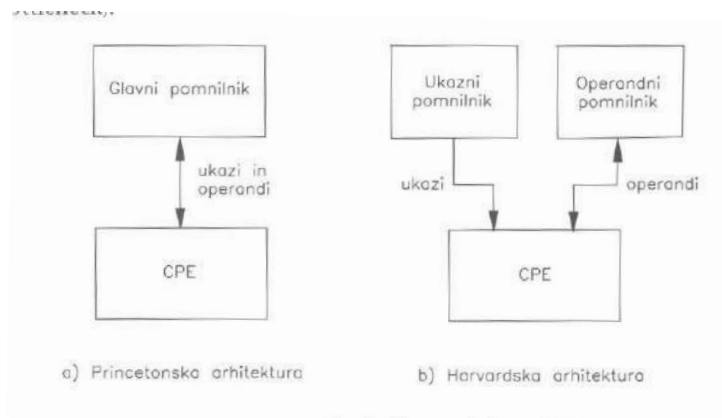 Glavni pomnilnik
ukazi in
operandi
CPE
a) Princetonska arhitektura
Ukazni
pomnilnik
Operandni
pomnilnik
ukazi
operandi
CPE
b) Harvardska arhitektura